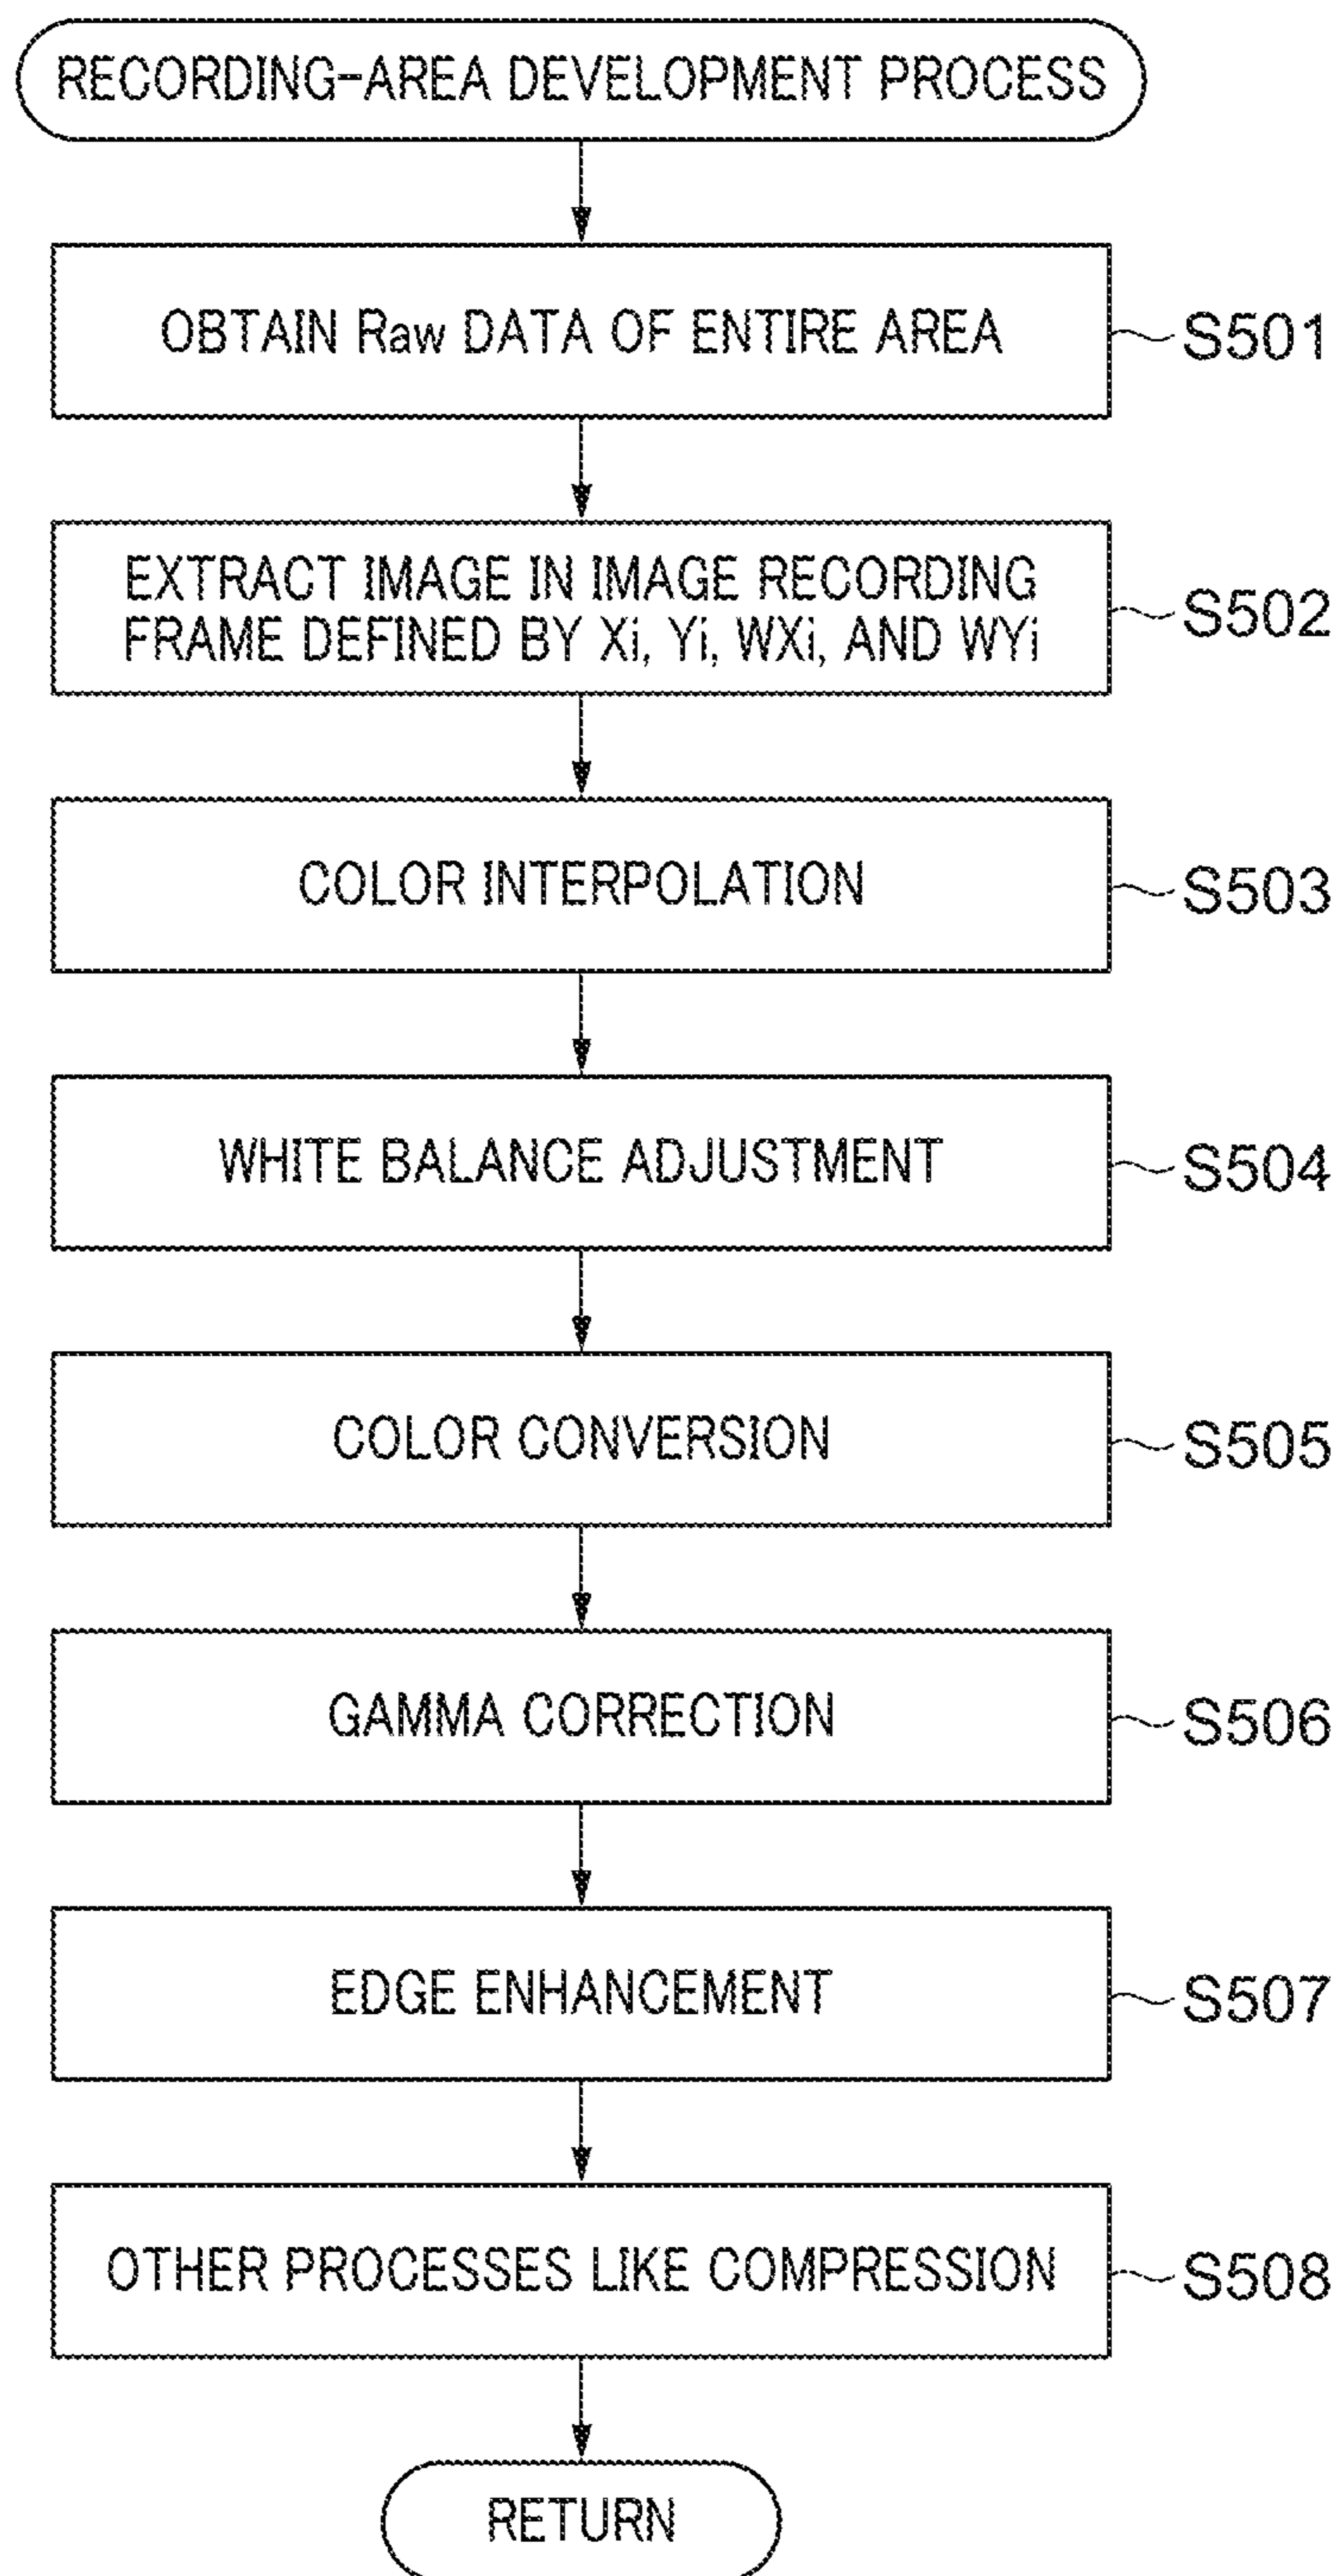 RECORDING-AREA DEVELOPMENT PROCESS
OBTAIN Raw DATA OF ENTIRE AREA
S501
EXTRACT IMAGE IN IMAGE RECORDING
FRAME DEFINED BY Xi, Yi, WXi, AND WYi
S502
COLOR INTERPOLATION
S503
WHITE BALANCE ADJUSTMENT
S504
COLOR CONVERSION
S505
GAMMA CORRECTION
S506
EDGE ENHANCEMENT
S507
OTHER PROCESSES LIKE COMPRESSION
S508
RETURN